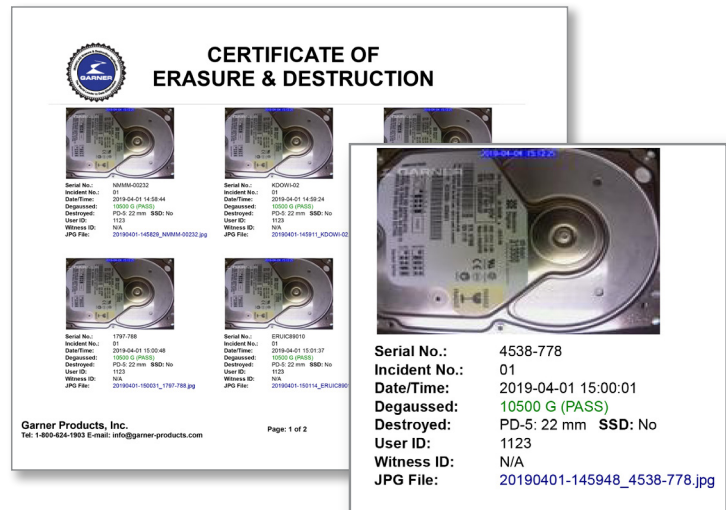 CERTIFICATE OF
ERASURE & DESTRUCTION
GARNER
Serial No.: NMMM-00232
Incident No.: 01
Date/Time: 2019-04-01 14:58:44
Degaussed: 10500 G (PASS)
Destroyed: PD-5: 22 mm SSD: No
User ID: 1123
Witness ID: N/A
JPG File: 20190401-145829_NMMM-00232.jpg
Serial No.: KDOWI-02
Incident No.: 01
Date/Time: 2019-04-01 14:59:24
Degaussed: 10500 G (PASS)
Destroyed: PD-5: 22 mm SSD: No
User ID: 1123
Witness ID: N/A
JPG File: 20190401-145911_KDOWI-02
Serial No.: 1797-788
Incident No.: 01
Date/Time: 2019-04-01 15:00:48
Degaussed: 10500 G (PASS)
Destroyed: PD-5: 22 mm SSD: No
User ID: 1123
Witness ID: N/A
JPG File: 20190401-150031_1797-788.jpg
Serial No.: ERUIC89010
Incident No.: 01
Date/Time: 2019-04-01 15:01:37
Degaussed: 10500 G (PASS)
Destroyed: PD-5: 22 mm SSD: No
User ID: 1123
Witness ID: N/A
JPG File: 20190401-150114_ERUIC890
Garner Products, Inc.
Tel: 1-800-624-1903 E-mail: info@garner-products.com
Page: 1 of 2
GARNER
Serial No.: 4538-778
Incident No.: 01
Date/Time: 2019-04-01 15:00:01
Degaussed: 10500 G (PASS)
Destroyed: PD-5: 22 mm SSD: No
User ID: 1123
Witness ID: N/A
JPG File: 20190401-145948_4538-778.jpg